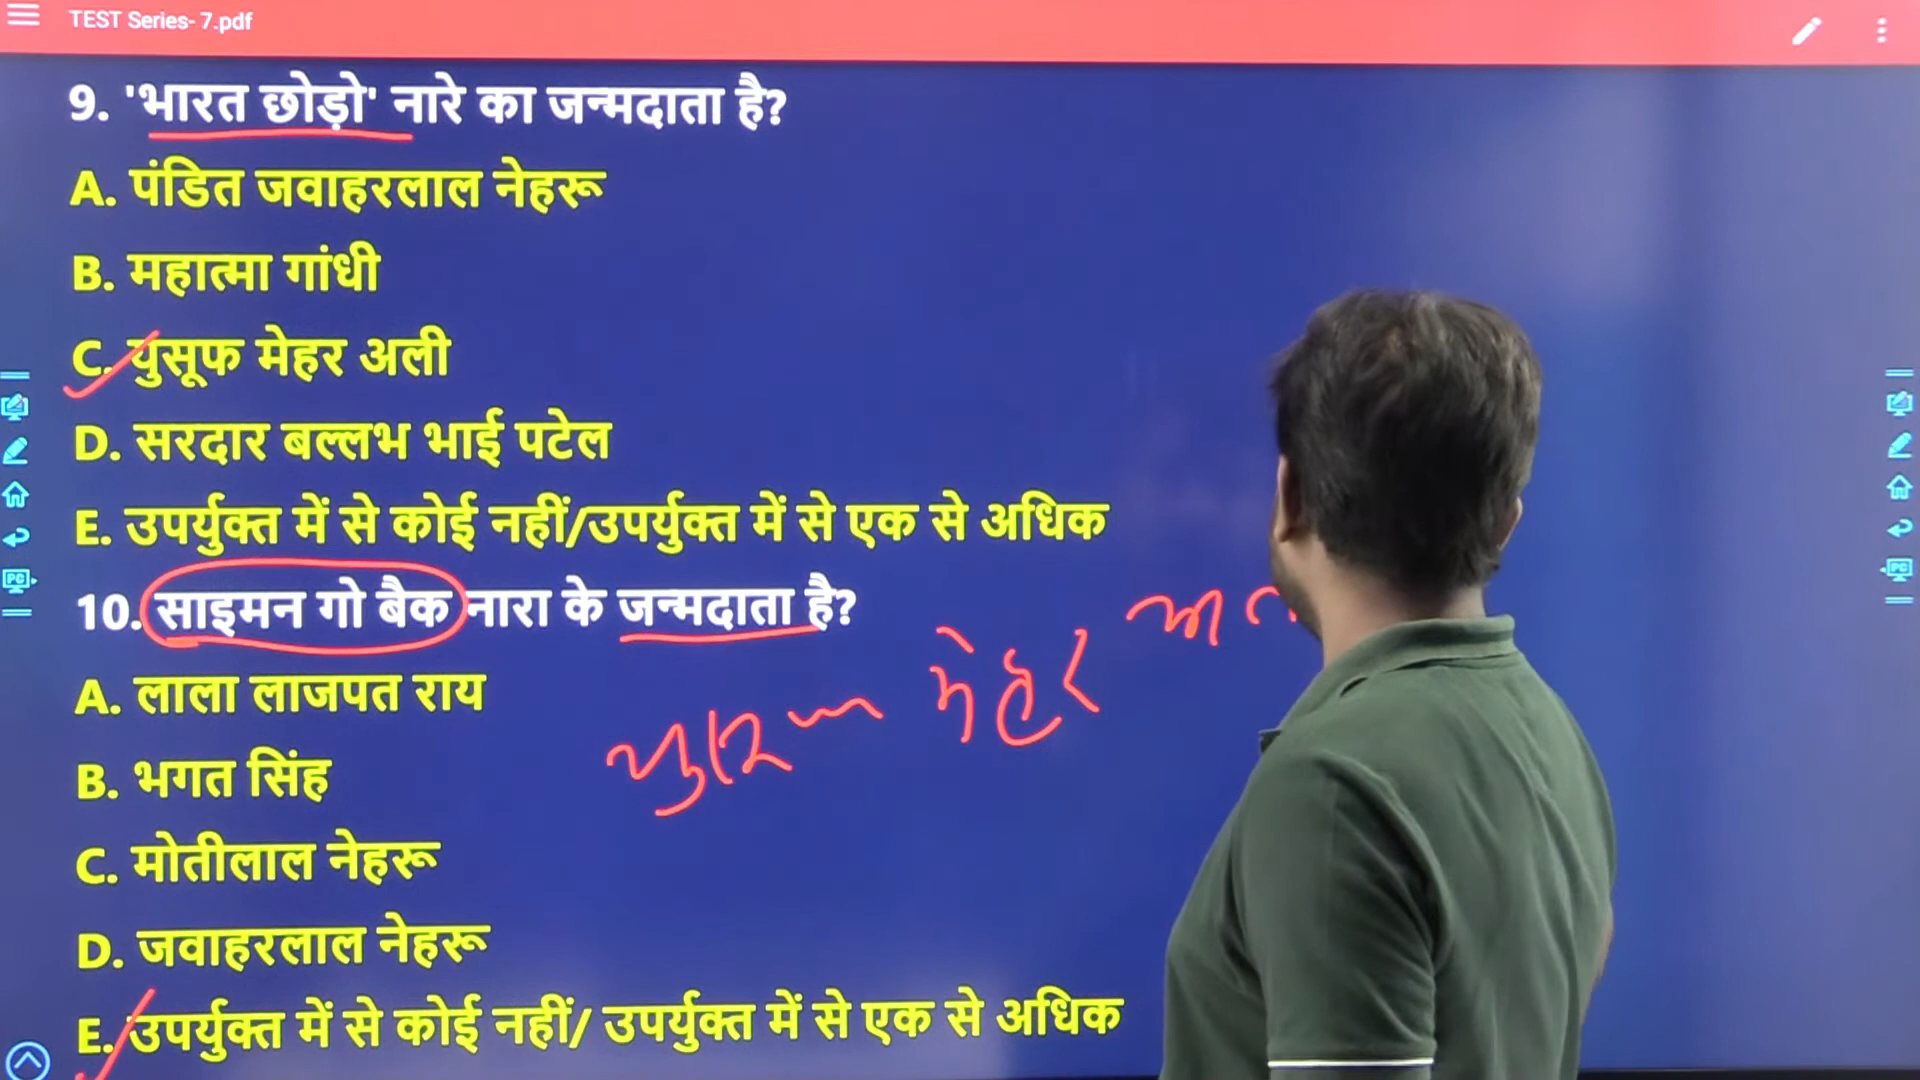 TEST Series- 7.pdf
9. 'भारत छोड़ो' नारे का जन्मदाता है?
A. पंडित जवाहरलाल नेहरू
B. महात्मा गांधी
C. युसूफ मेहर अली
D. सरदार बल्लभ भाई पटेल
E. उपर्युक्त में से कोई नहीं/उपर्युक्त में से एक से अधिक
10. साइमन गो बैक नारा के जन्मदाता है?
A. लाला लाजपत राय
B. भगत सिंह
C. मोतीलाल नेहरू
D. जवाहरलाल नेहरू
E. उपर्युक्त में से कोई नहीं/ उपर्युक्त में से एक से अधिक
मेहर
PC
PC